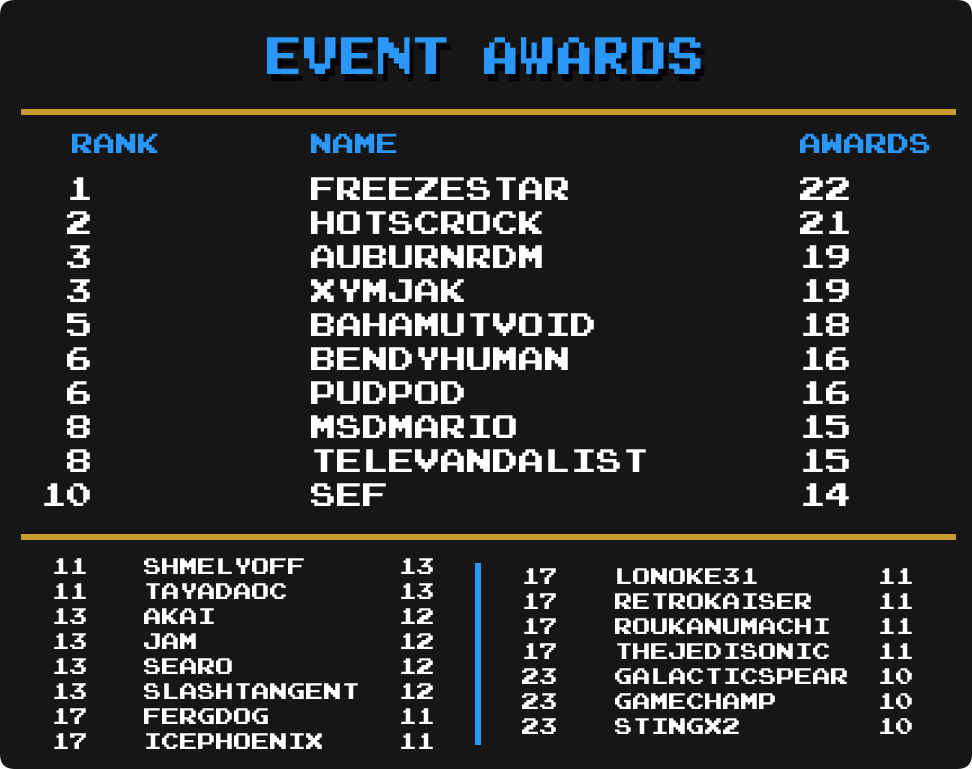 EVENT AWARDS
RANK NAME AWARDS
1 FREEZESTAR 22
2 HOTSCROCK 21
3 AUBURNRDM 19
3 XYMJAK 19
5 BAHAMUTVOID 18
6 BENDYHUMAN 16
6 PUDPOD 16
8 MSDMARIO 15
8 TELEVANDALIST 15
10 SEF 14
11 SHMELYOFF 13
11 TAYADAOC 13
13 AKAI 12
13 JAM 12
13 SEARO 12
13 SLASHTANGENT 12
17 FERGDOG 11
17 ICEPHOENIX 11
17 LONOKE31 11
17 RETROKAISER 11
17 ROUKANUMACHI 11
17 THEJEDISONIC 11
23 GALACTICSPEAR 10
23 GAMECHAMP 10
23 STINGX2 10